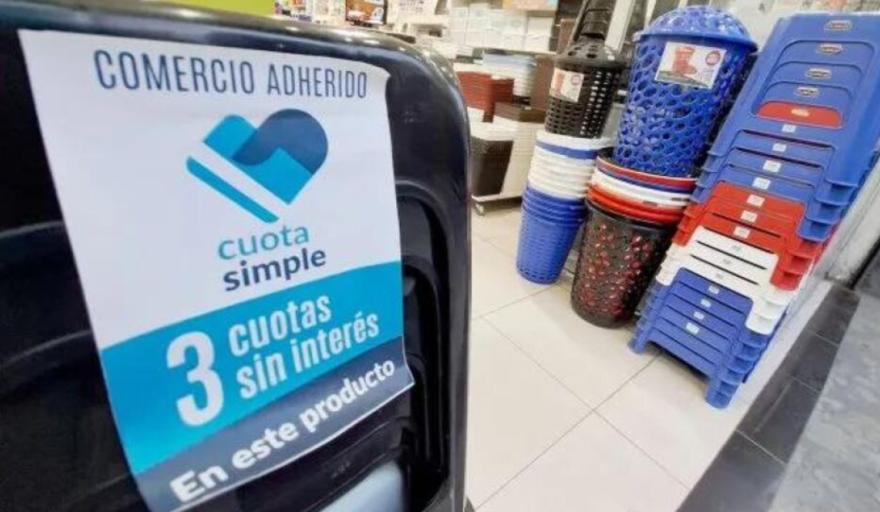 COMERCIO ADHERIDO
cuota
simple
3 cuotas
sin interés
En este producto